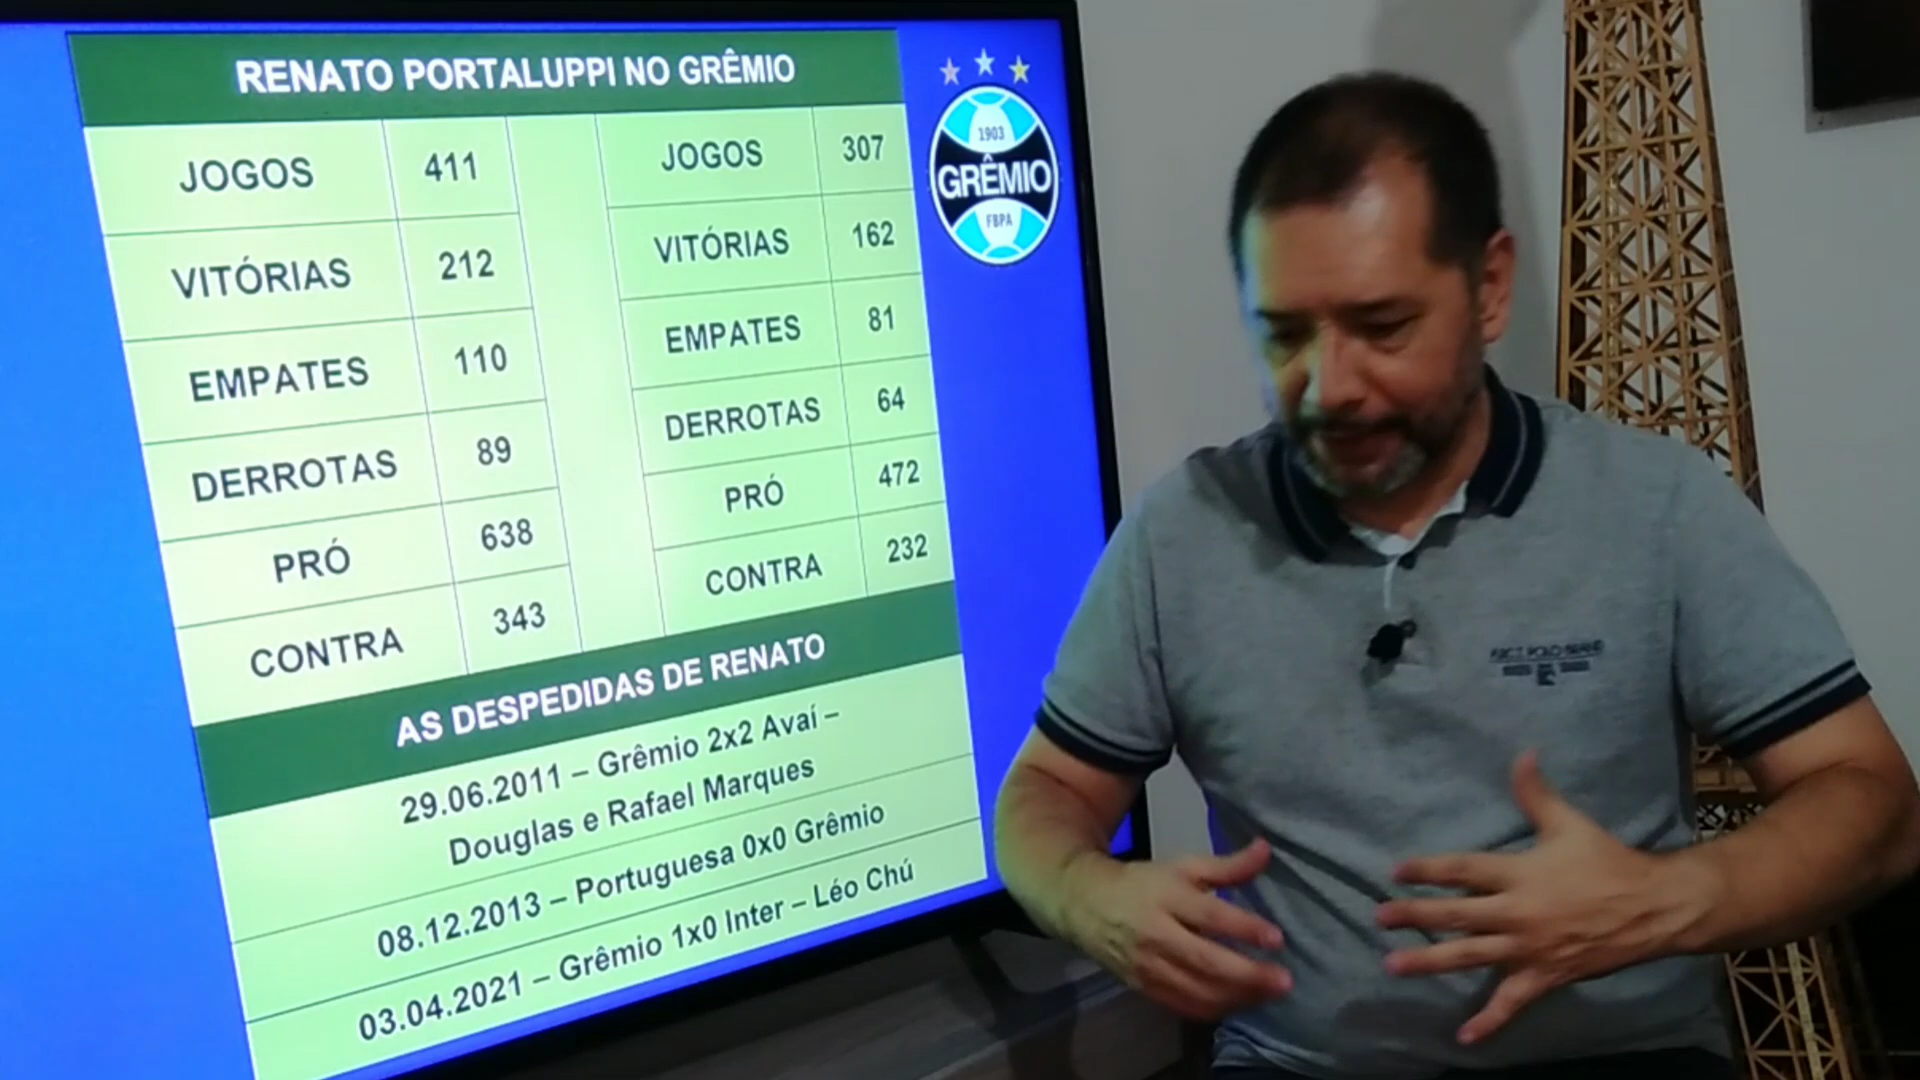 RENATO PORTALUPPI NO GRÊMIO
JOGOS 411 JOGOS 307
VITÓRIAS 212 VITÓRIAS 162
EMPATES 110 EMPATES 81
DERROTAS 89 DERROTAS 64
PRÓ 638 PRÓ 472
CONTRA 343 CONTRA 232
AS DESPEDIDAS DE RENATO
29.06.2011 – Grêmio 2x2 Avaí –
Douglas e Rafael Marques
08.12.2013 – Portuguesa 0x0 Grêmio
03.04.2021 – Grêmio 1x0 Inter – Léo Chú
1903
GRÊMIO
FBPA